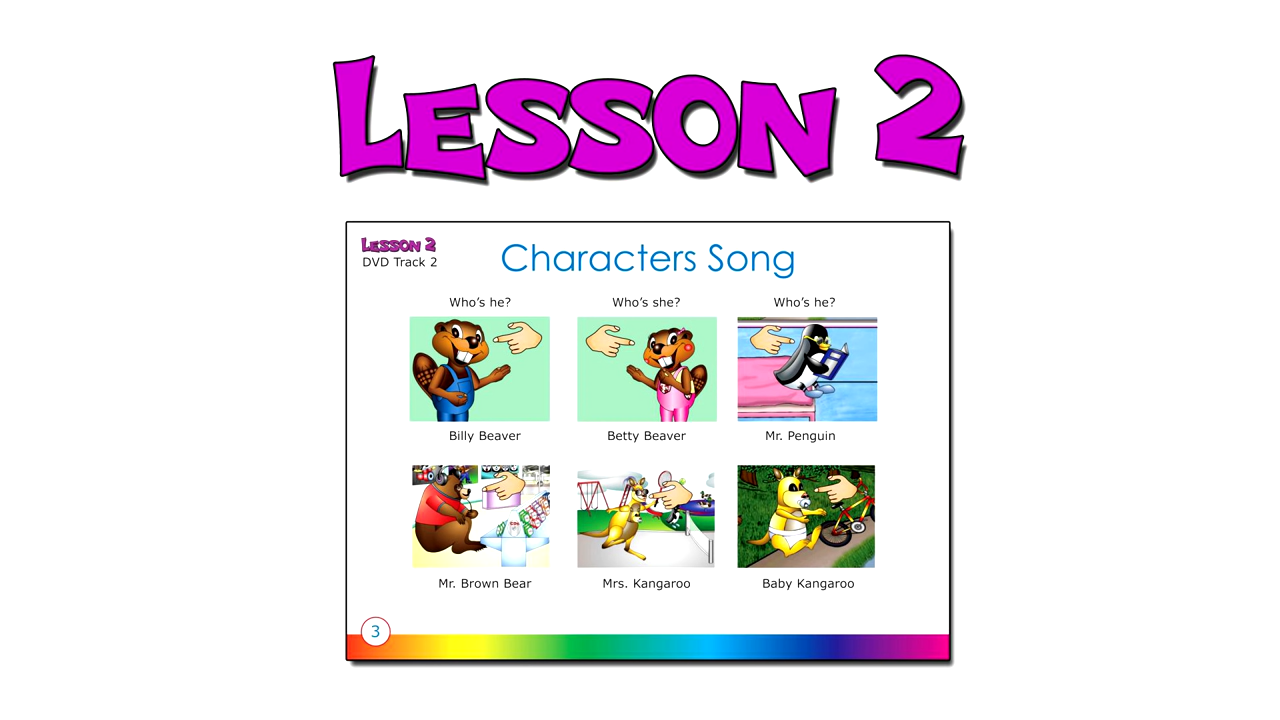 LESSON 2
LESSON 2
DVD Track 2
Characters Song
Who's he?
Who's she?
Who's he?
Billy Beaver
Betty Beaver
Mr. Penguin
Mr. Brown Bear
Mrs. Kangaroo
Baby Kangaroo
3